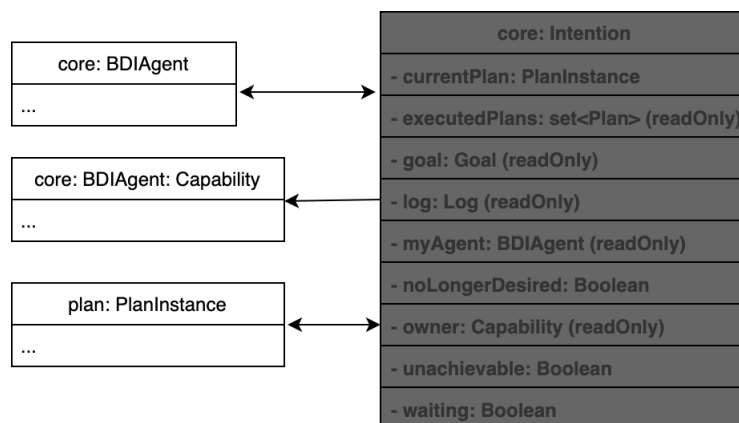 core: BDIAgent
...
core: BDIAgent: Capability
...
plan: PlanInstance
...
core: Intention
- currentPlan: PlanInstance
- executedPlans: set<Plan> (readOnly)
- goal: Goal (readOnly)
- log: Log (readOnly)
- myAgent: BDIAgent (readOnly)
- noLongerDesired: Boolean
- owner: Capability (readOnly)
- unachievable: Boolean
- waiting: Boolean